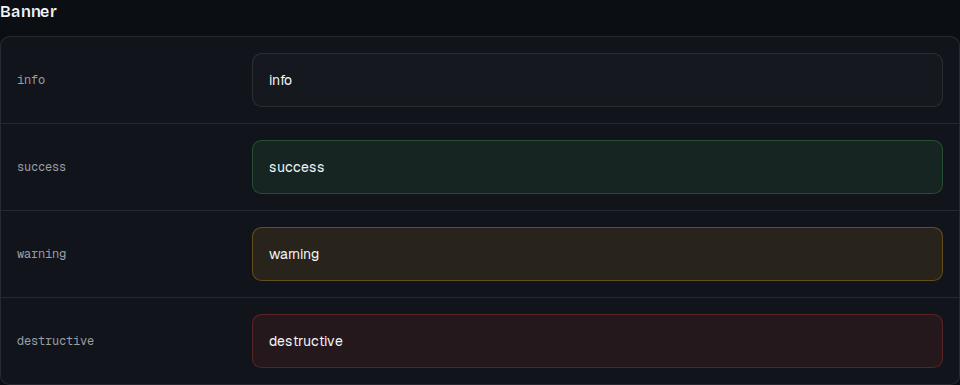 Banner
info
info
success
success
warning
warning
destructive
destructive